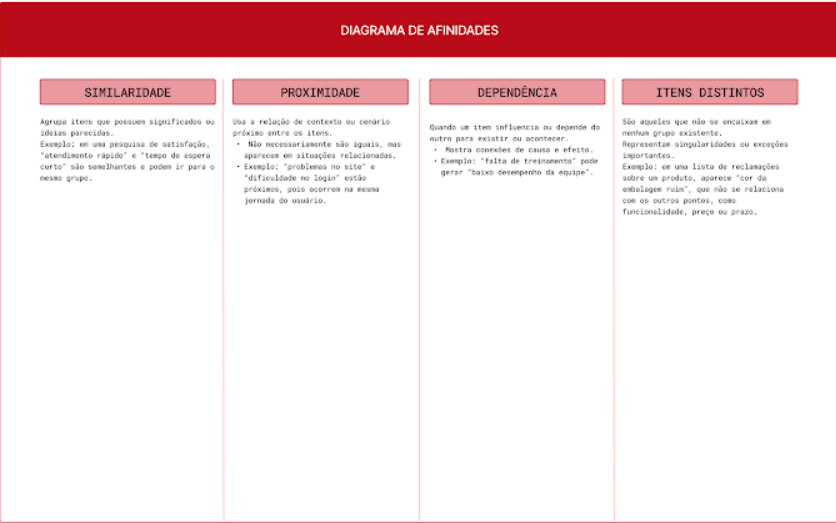 DIAGRAMA DE AFINIDADES
SIMILARIDADE
Agrupa itens que possuem significados ou
ideias parecidas.
Exemplo: em uma pesquisa de satisfação,
"atendimento rápido" e "tempo de espera
curto" são semelhantes e podem ir para o
mesmo grupo.
PROXIMIDADE
Usa a relação de contexto ou cenário
próximo entre os itens.
• Não necessariamente são iguais, mas
aparecem em situações relacionadas.
• Exemplo: "problemas no site" e
"dificuldade no login" estão
próximos, pois ocorrem na mesma
jornada do usuário.
DEPENDÊNCIA
Quando um item influencia ou depende do
outro para existir ou acontecer.
• Mostra conexões de causa e efeito.
• Exemplo: "falta de treinamento" pode
gerar "baixo desempenho da equipe".
ITENS DISTINTOS
São aqueles que não se encaixam em
nenhum grupo existente.
Representam singularidades ou exceções
importantes.
Exemplo: em uma lista de reclamações
sobre um produto, aparece "cor da
embalagem ruim", que não se relaciona
com os outros pontos, como
funcionalidade, preço ou prazo.